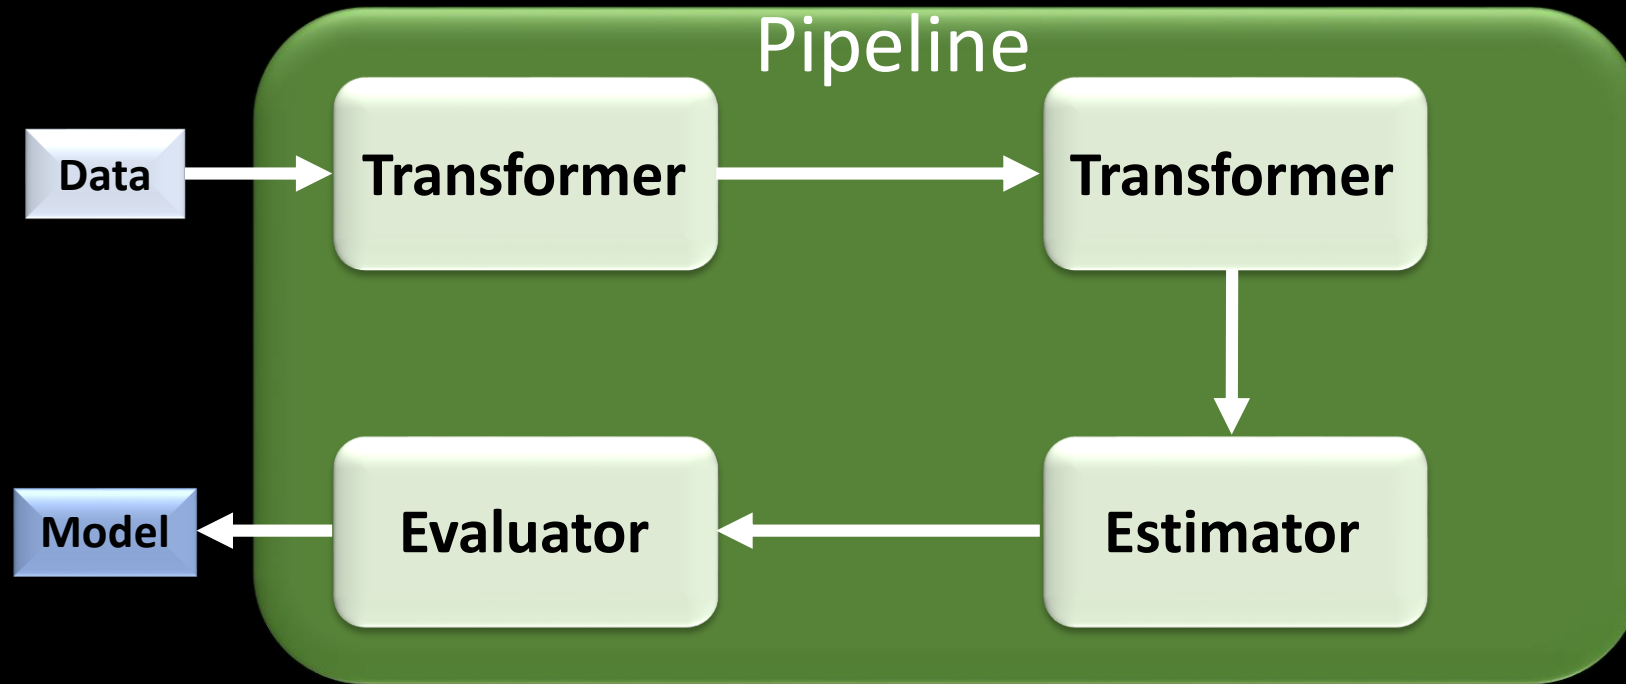 Pipeline
Data
Transformer
Transformer
Model
Evaluator
Estimator